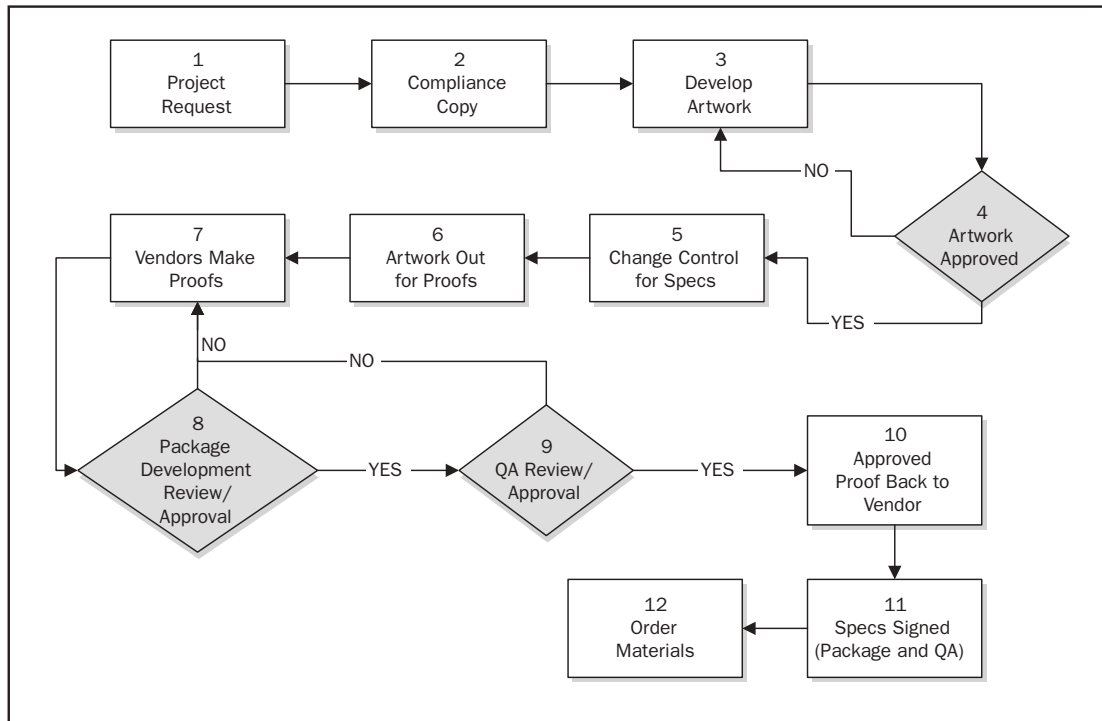 1
Project
Request
2
Compliance
Copy
3
Develop
Artwork
NO
4
Artwork
Approved
7
Vendors Make
Proofs
6
Artwork Out
for Proofs
5
Change Control
for Specs
YES
NO
NO
8
Package
Development
Review/
Approval
YES
9
QA Review/
Approval
YES
10
Approved
Proof Back to
Vendor
12
Order
Materials
11
Specs Signed
(Package and QA)